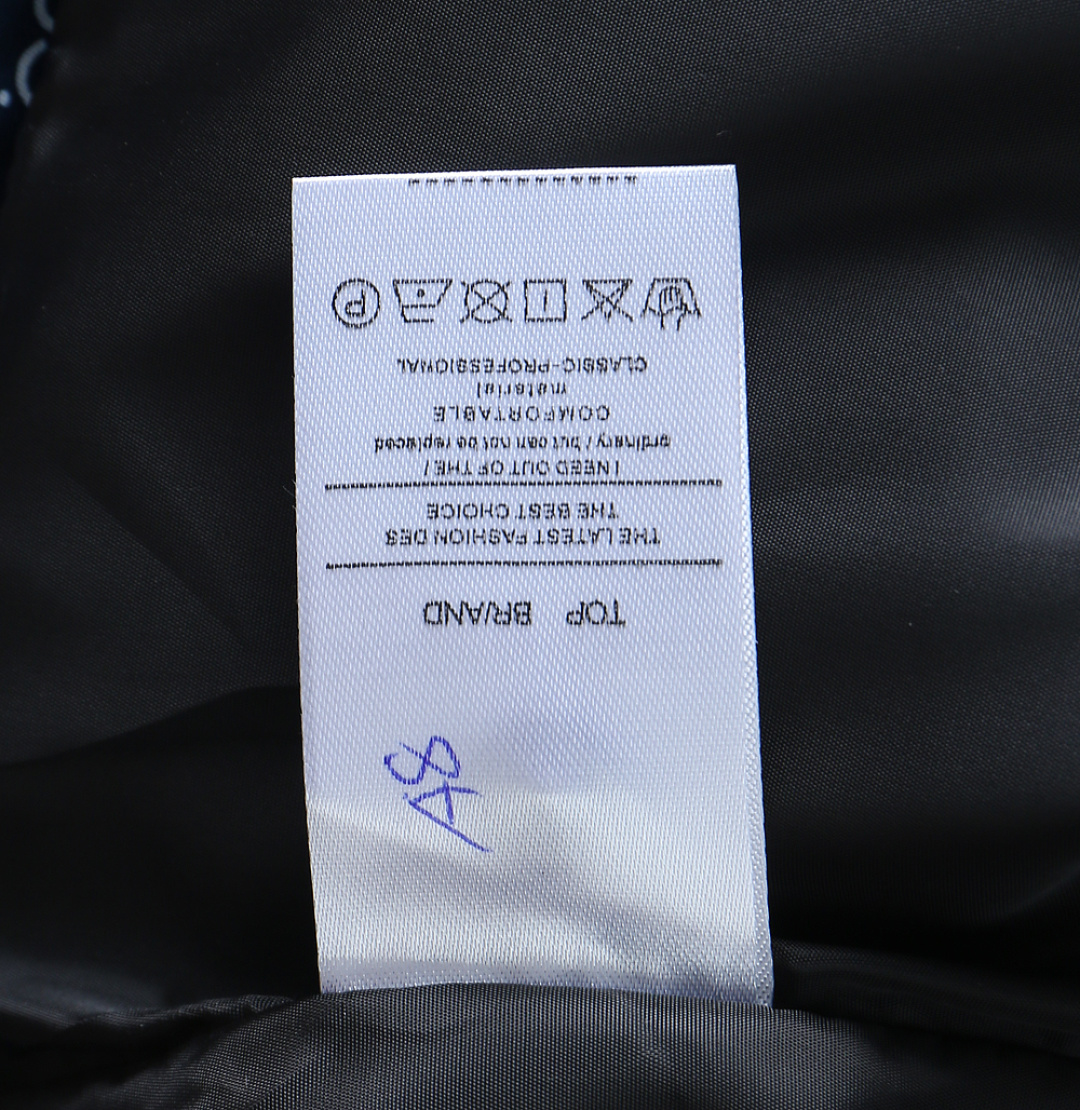 A8
TOP BRAND
THE LATEST FASHION DES
THE BEST CHOICE
I NEED OUT OF THE /
ordinary / but can not be replaced
COMFORTABLE
material
CLASSIC-PROFESSIONAL
P